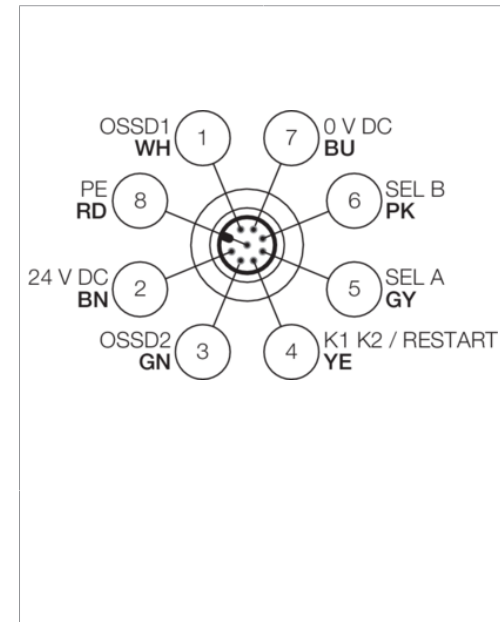 OSSD1
WH
1
7
0 V DC
BU
PE
RD
8
6
SEL B
PK
24 V DC
BN
2
5
SEL A
GY
OSSD2
GN
3
4
K1 K2 / RESTART
YE